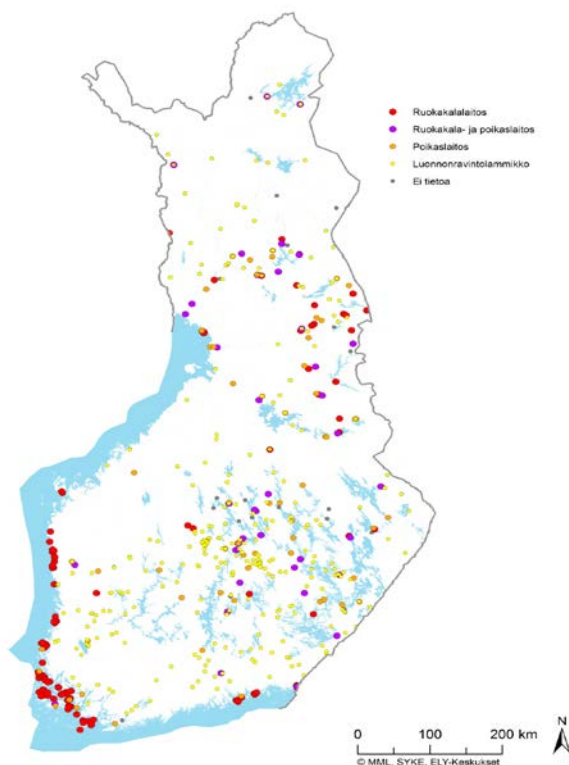 Ruokakalalaitos
Ruokakala- ja poikaslaitos
Poikaslaitos
Luonnonravintolammikko
Ei tietoa
N
0 100 200 km
© MML, SYKE, ELY-Keskukset